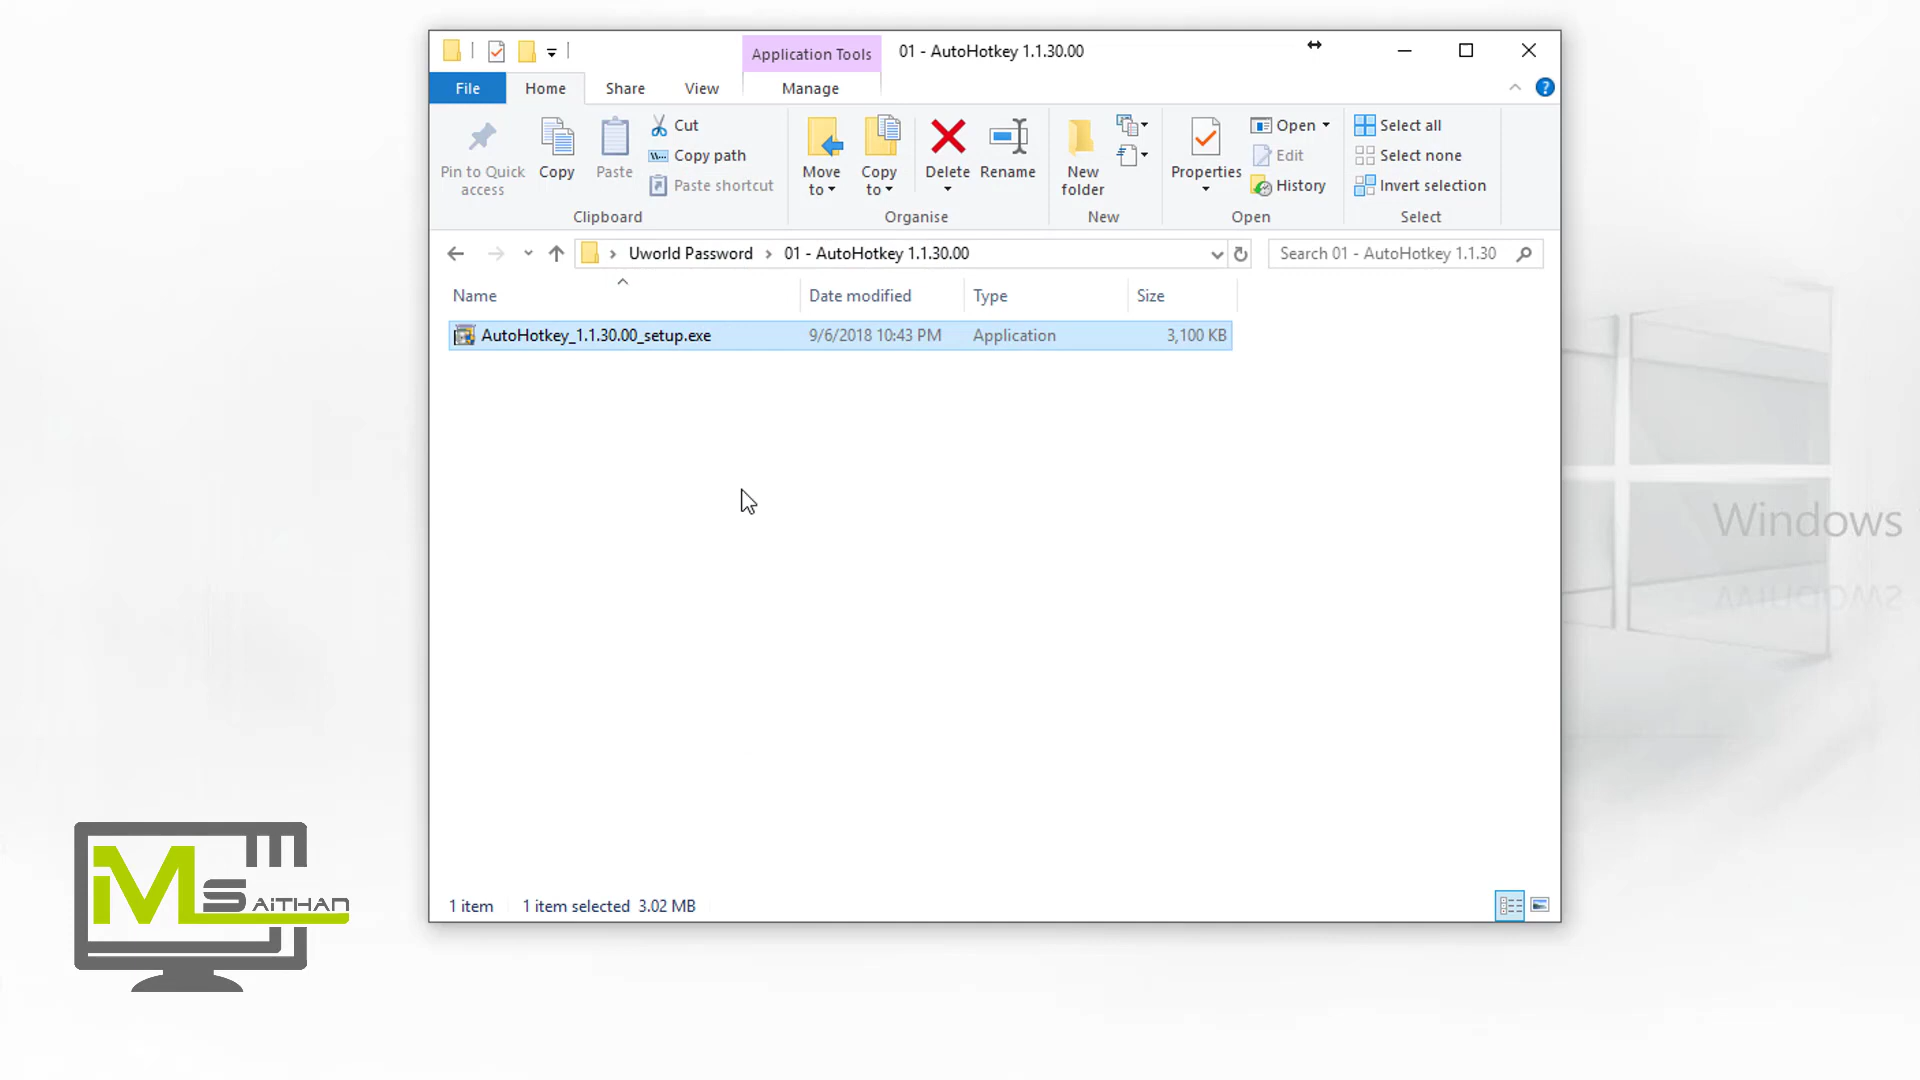 Application Tools
01 - AutoHotkey 1.1.30.00
File
Home
Share
View
Manage
Pin to Quick access
Copy
Paste
Cut
Copy path
Paste shortcut
Clipboard
Move to
Copy to
Delete
Rename
Organise
New folder
New
Properties
Open
Edit
History
Open
Select all
Select none
Invert selection
Select
Uworld Password
01 - AutoHotkey 1.1.30.00
Search 01 - AutoHotkey 1.1.30
Name
Date modified
Type
Size
AutoHotkey_1.1.30.00_setup.exe
9/6/2018 10:43 PM
Application
3,100 KB
1 item
1 item selected 3.02 MB
Windows
iMSAiTHAN